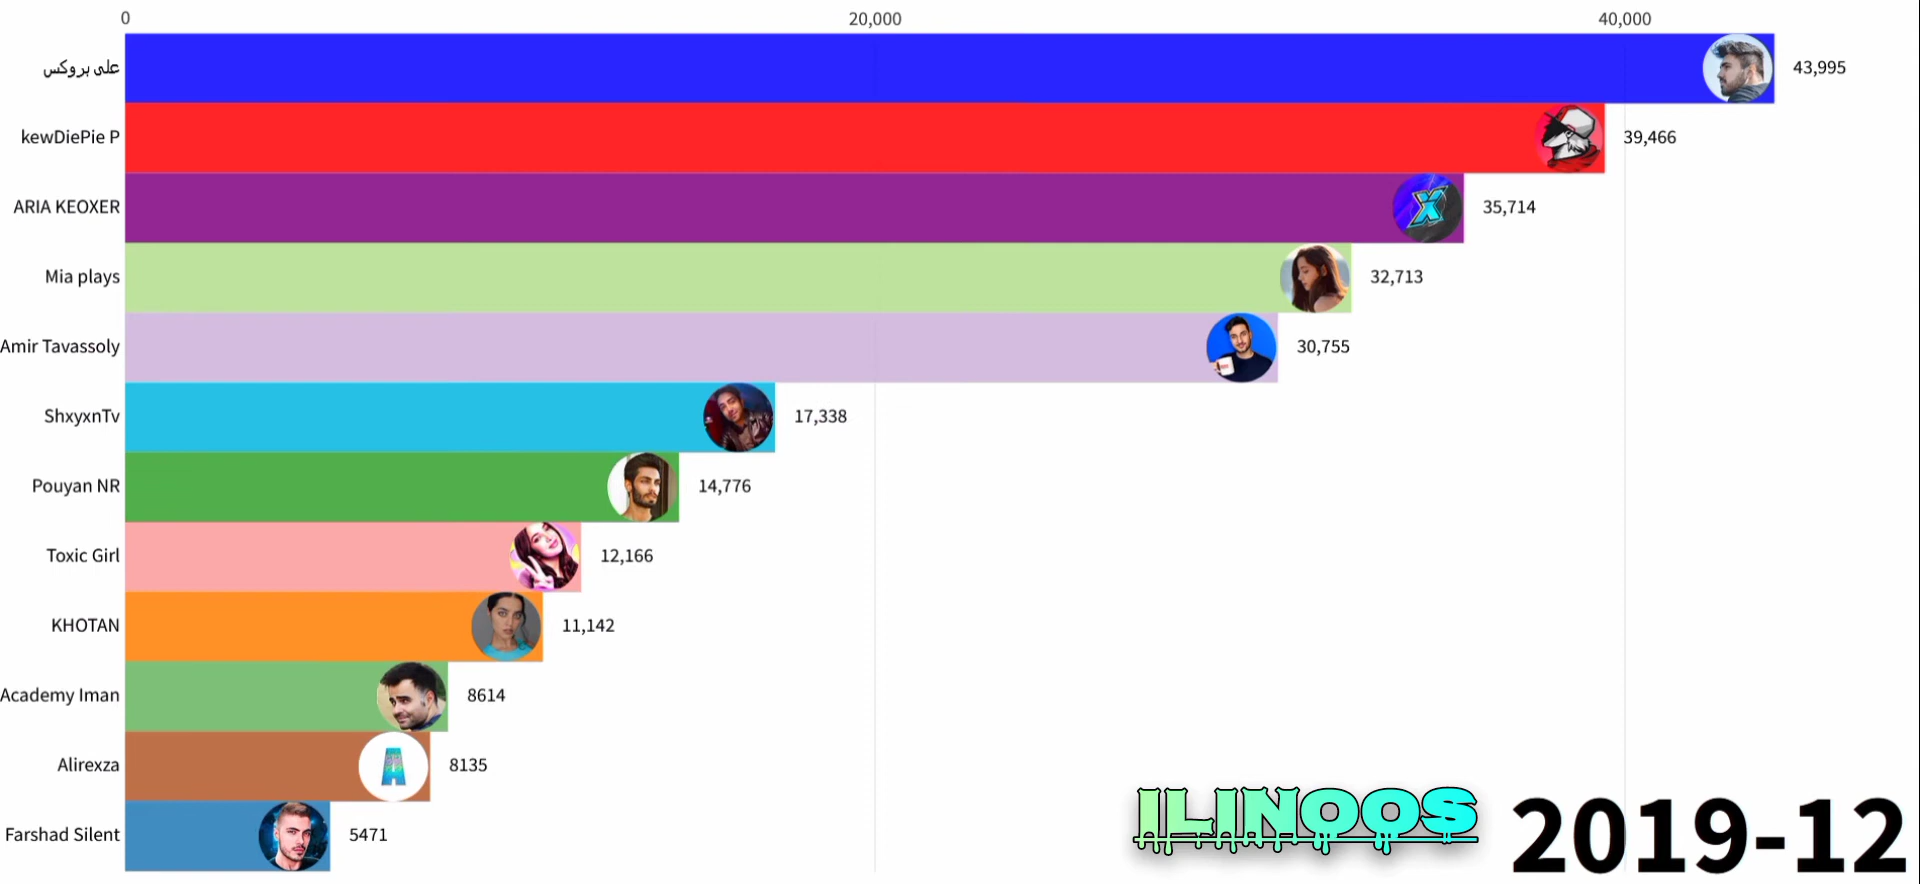 0 20,000 40,000
علی بروکس 43,995
kewDiePie P 39,466
ARIA KEOXER 35,714
Mia plays 32,713
Amir Tavassoly 30,755
ShxyxnTv 17,338
Pouyan NR 14,776
Toxic Girl 12,166
KHOTAN 11,142
Academy Iman 8614
Alirexza 8135
Farshad Silent 5471
ILINOOS 2019-12